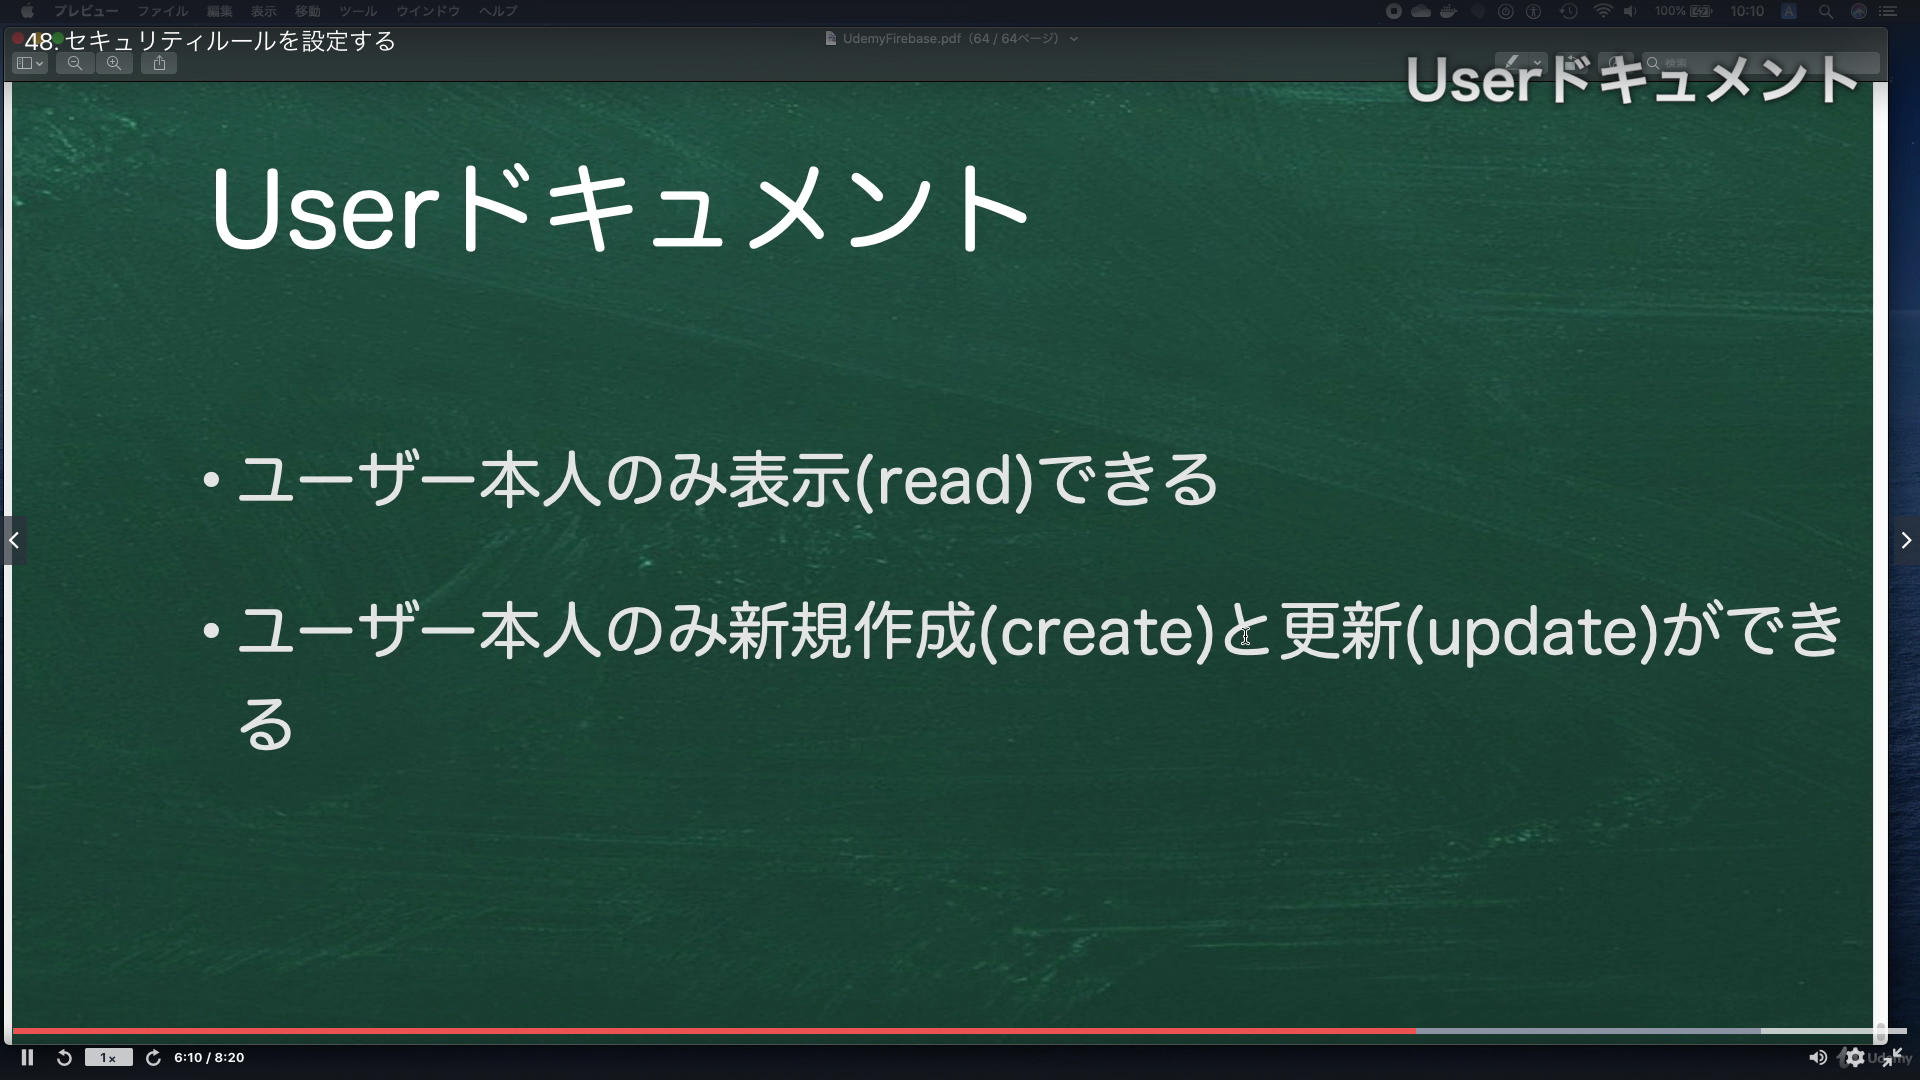 プレビュー ファイル 編集 表示 移動 ツール ウインドウ ヘルプ 100% 10:10 A
48. セキュリティルールを設定する
UdemyFirebase.pdf（64 / 64ページ）
検索
Userドキュメント
Userドキュメント
• ユーザー本人のみ表示(read)できる
• ユーザー本人のみ新規作成(create)と更新(update)ができ
る
1x 6:10 / 8:20
Udemy